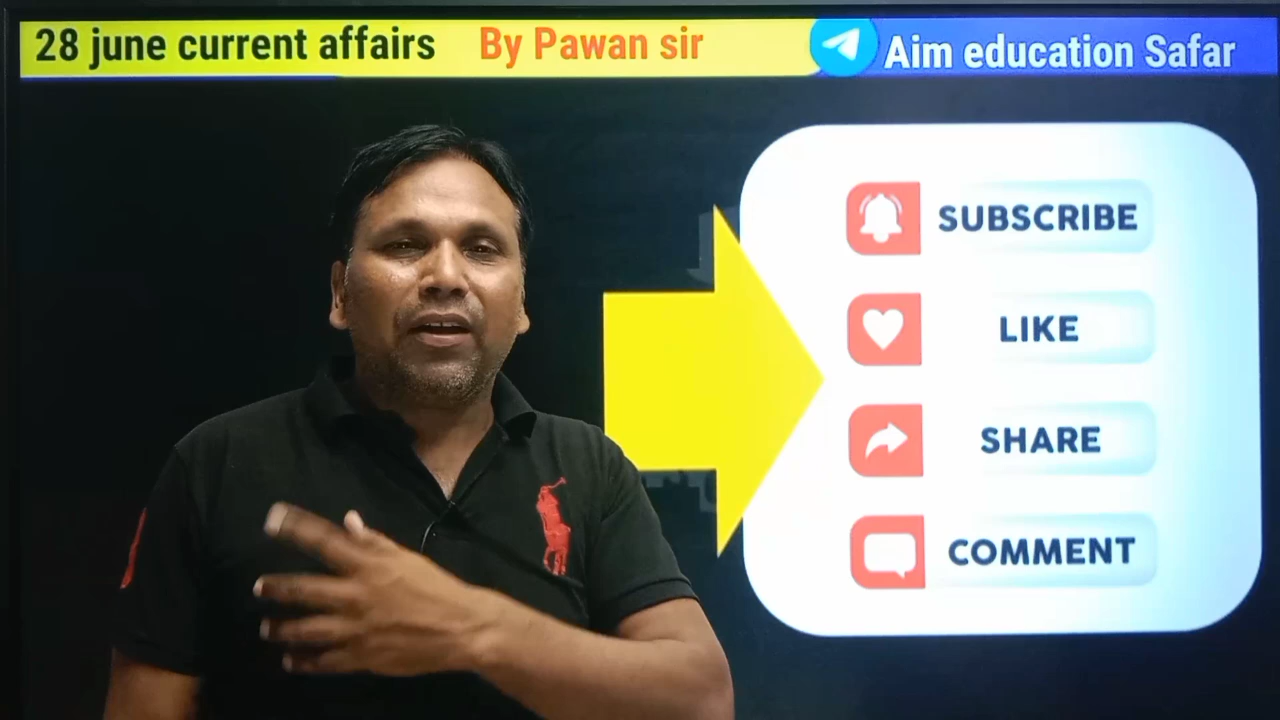 28 june current affairs By Pawan sir Aim education Safar
SUBSCRIBE
LIKE
SHARE
COMMENT